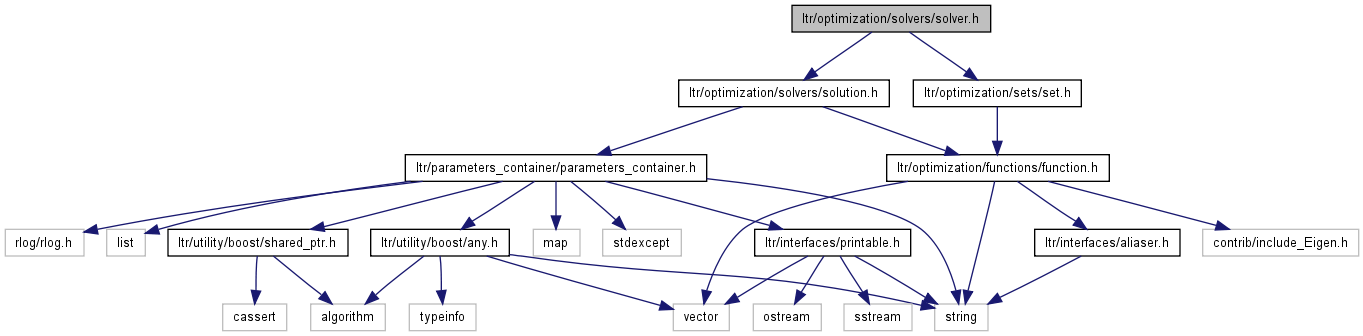 ltr/optimization/solvers/solver.h
ltr/optimization/solvers/solution.h
ltr/optimization/sets/set.h
ltr/parameters_container/parameters_container.h
ltr/optimization/functions/function.h
rlog/rlog.h
list
ltr/utility/boost/shared_ptr.h
ltr/utility/boost/any.h
map
stdexcept
ltr/interfaces/printable.h
ltr/interfaces/aliaser.h
contrib/include_Eigen.h
cassert
algorithm
typeinfo
vector
ostream
sstream
string